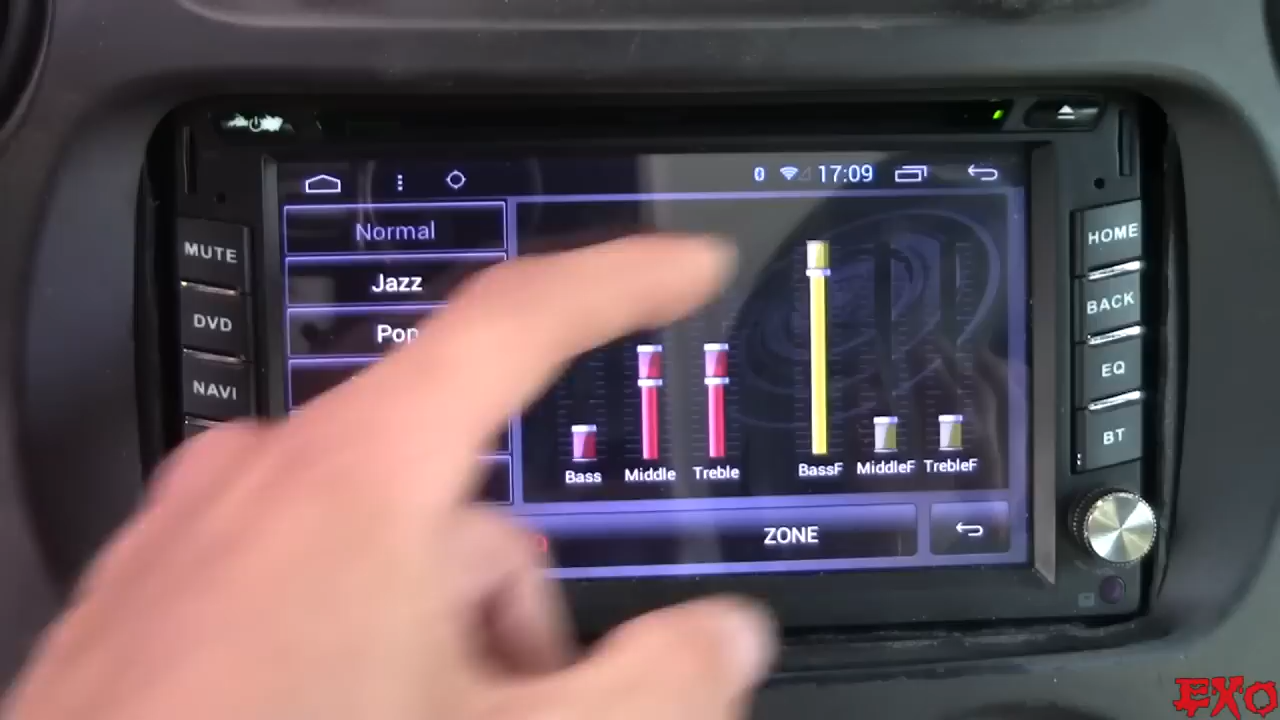 17:09
Normal
Jazz
Pop
MUTE
DVD
NAVI
HOME
BACK
EQ
BT
Bass Middle Treble BassF MiddleF TrebleF
ZONE
EXO